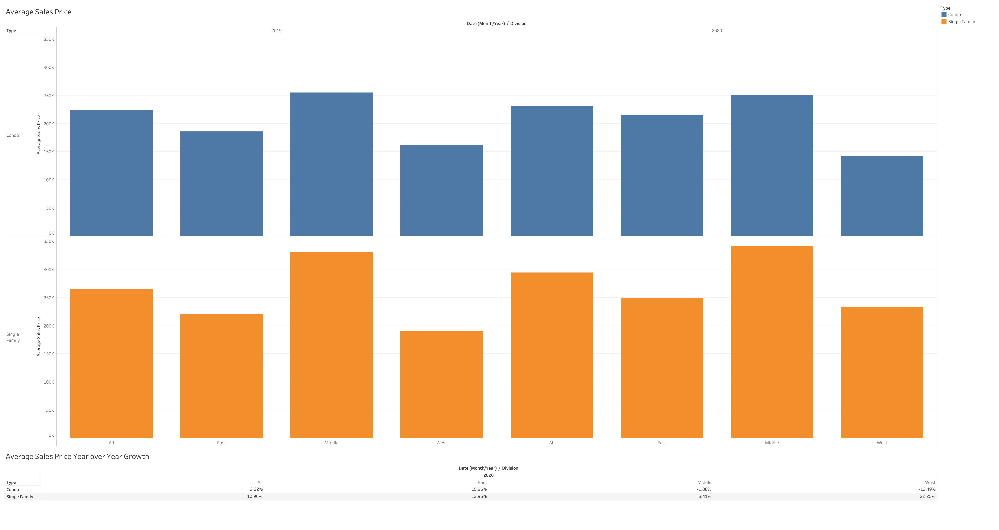 Average Sales Price
Type
Condo
Single Family
Date (Month/Year) / Division
Type
2019
2020
350K
300K
250K
200K
150K
100K
50K
0K
Average Sales Price
Condo
350K
300K
250K
200K
150K
100K
50K
0K
Average Sales Price
Single
Family
All East Middle West All East Middle West
Average Sales Price Year over Year Growth
Date (Month/Year) / Division
2020
Type All East Middle West
Condo 3.32% 15.96% -1.88% -12.49%
Single Family 10.90% 12.96% 3.41% 22.25%